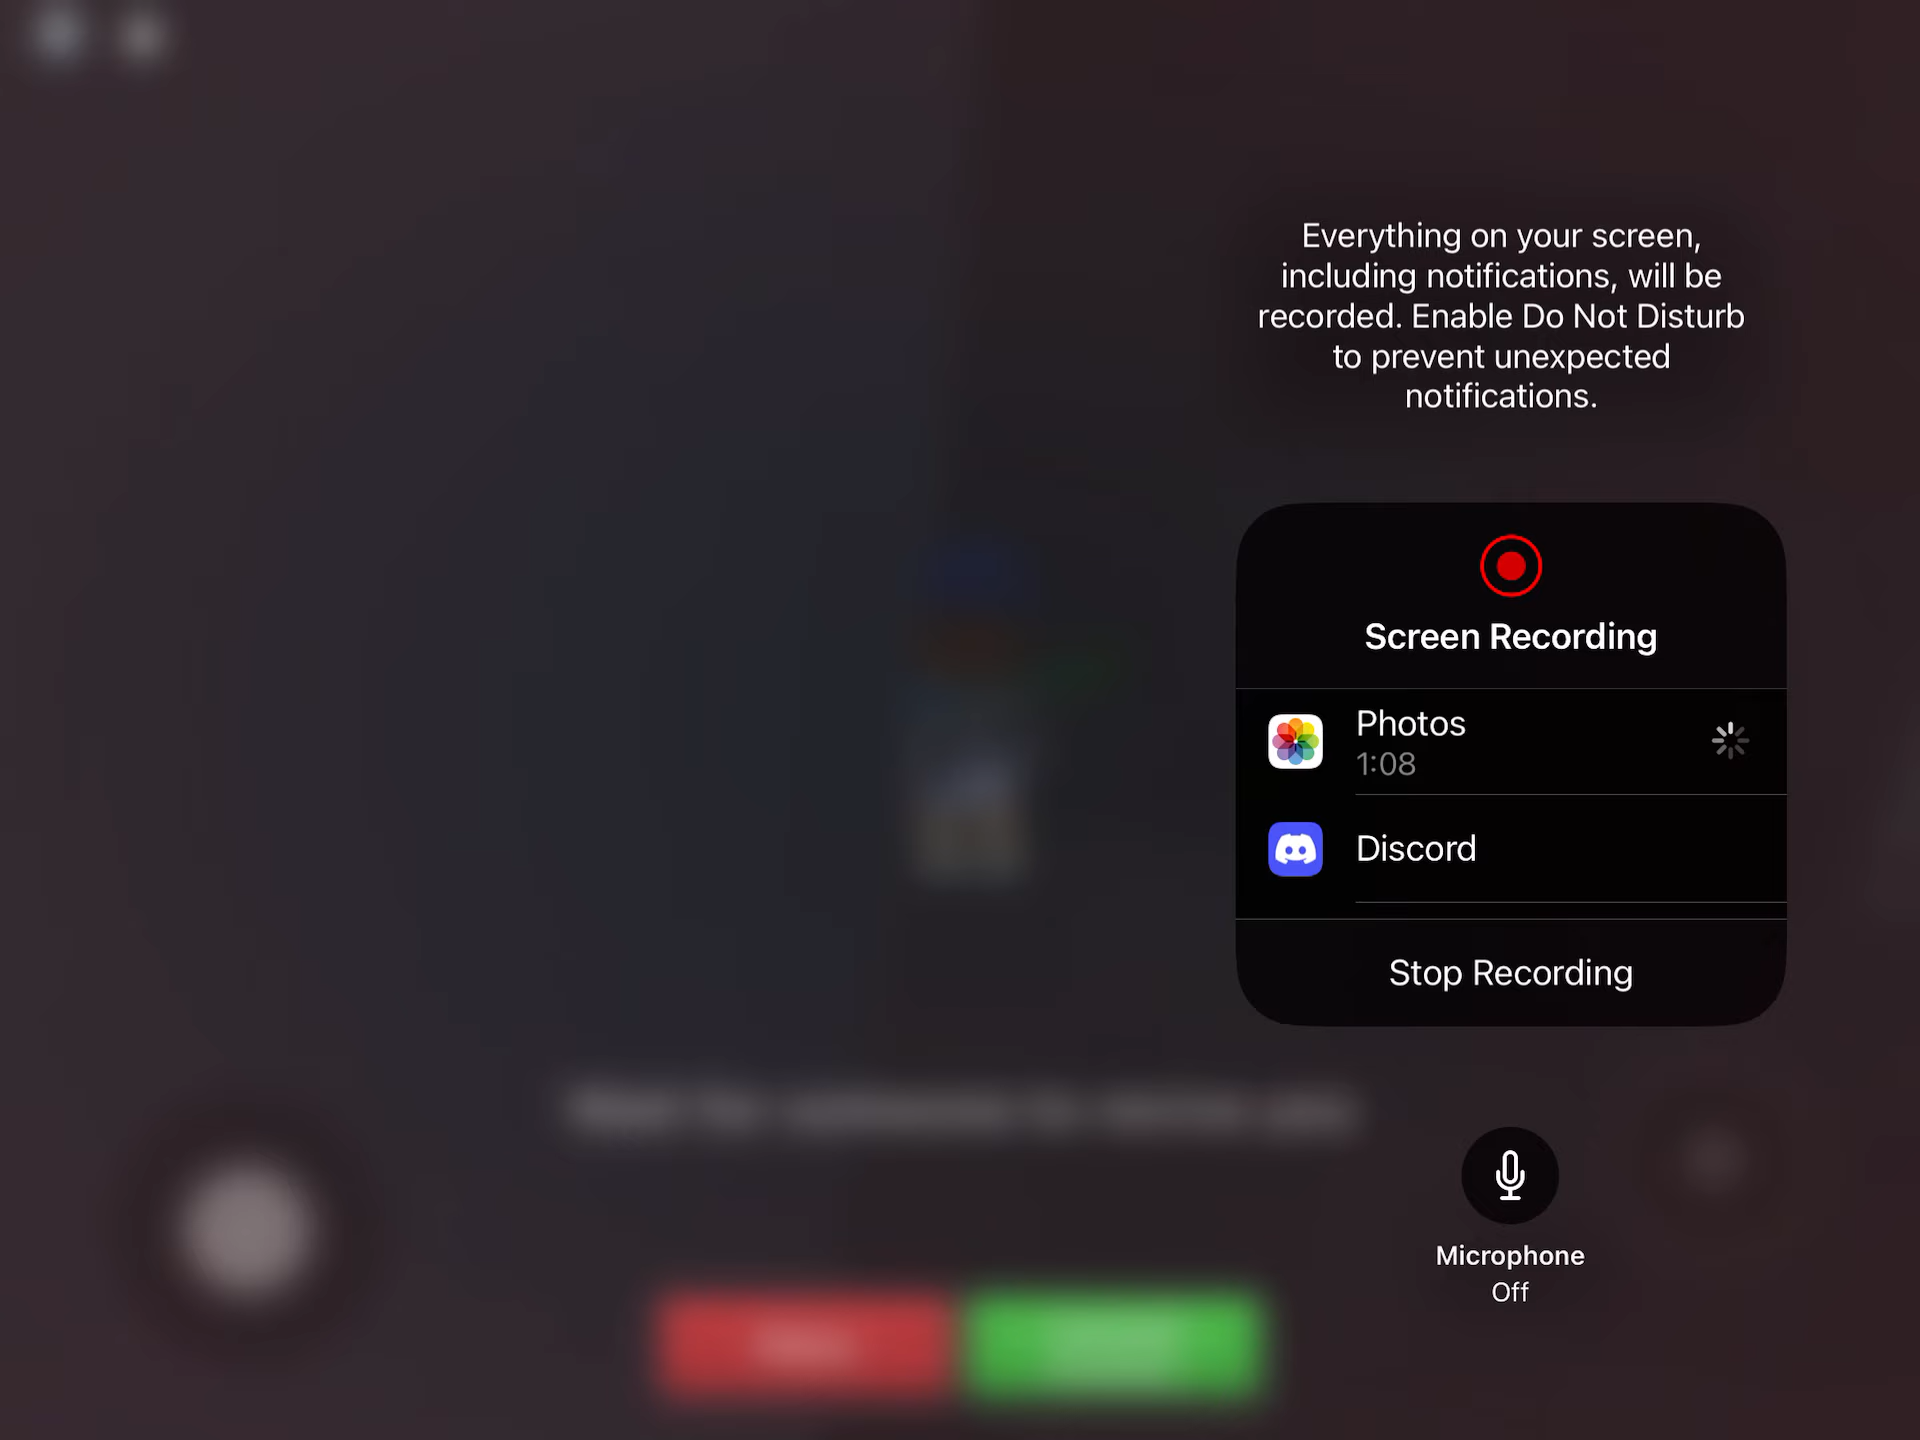 Everything on your screen,
including notifications, will be
recorded. Enable Do Not Disturb
to prevent unexpected
notifications.
Screen Recording
Photos
1:08
Discord
Stop Recording
Microphone
Off